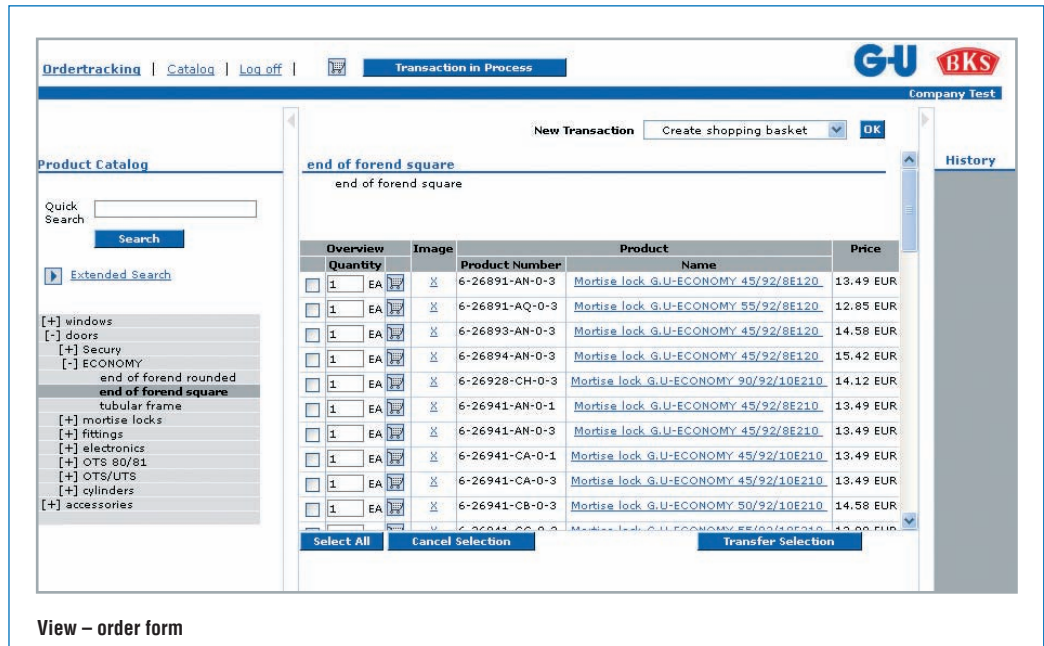 Ordertracking | Catalog | Log off | Transaction in Process
G-U BKS
Company Test
New Transaction Create shopping basket OK
Product Catalog
end of forend square
History
end of forend square
Quick
Search
Search
Extended Search
[+] windows
[-] doors
[+] Secury
[-] ECONOMY
end of forend rounded
end of forend square
tubular frame
[+] mortise locks
[+] fittings
[+] electronics
[+] OTS 80/81
[+] OTS/UTS
[+] cylinders
[+] accessories
Overview Image Product Price
Quantity Product Number Name
1 EA X 6-26891-AN-0-3 Mortise lock G.U-ECONOMY 45/92/8E120 13.49 EUR
1 EA X 6-26891-AQ-0-3 Mortise lock G.U-ECONOMY 55/92/8E120 12.85 EUR
1 EA X 6-26893-AN-0-3 Mortise lock G.U-ECONOMY 45/92/8E120 14.58 EUR
1 EA X 6-26894-AN-0-3 Mortise lock G.U-ECONOMY 45/92/8E120 15.42 EUR
1 EA X 6-26928-CH-0-3 Mortise lock G.U-ECONOMY 90/92/10E210 14.12 EUR
1 EA X 6-26941-AN-0-1 Mortise lock G.U-ECONOMY 45/92/8E210 13.49 EUR
1 EA X 6-26941-AN-0-3 Mortise lock G.U-ECONOMY 45/92/8E210 13.49 EUR
1 EA X 6-26941-CA-0-1 Mortise lock G.U-ECONOMY 45/92/10E210 13.49 EUR
1 EA X 6-26941-CA-0-3 Mortise lock G.U-ECONOMY 45/92/10E210 13.49 EUR
1 EA X 6-26941-CB-0-3 Mortise lock G.U-ECONOMY 50/92/10E210 14.58 EUR
Select All Cancel Selection Transfer Selection
View – order form